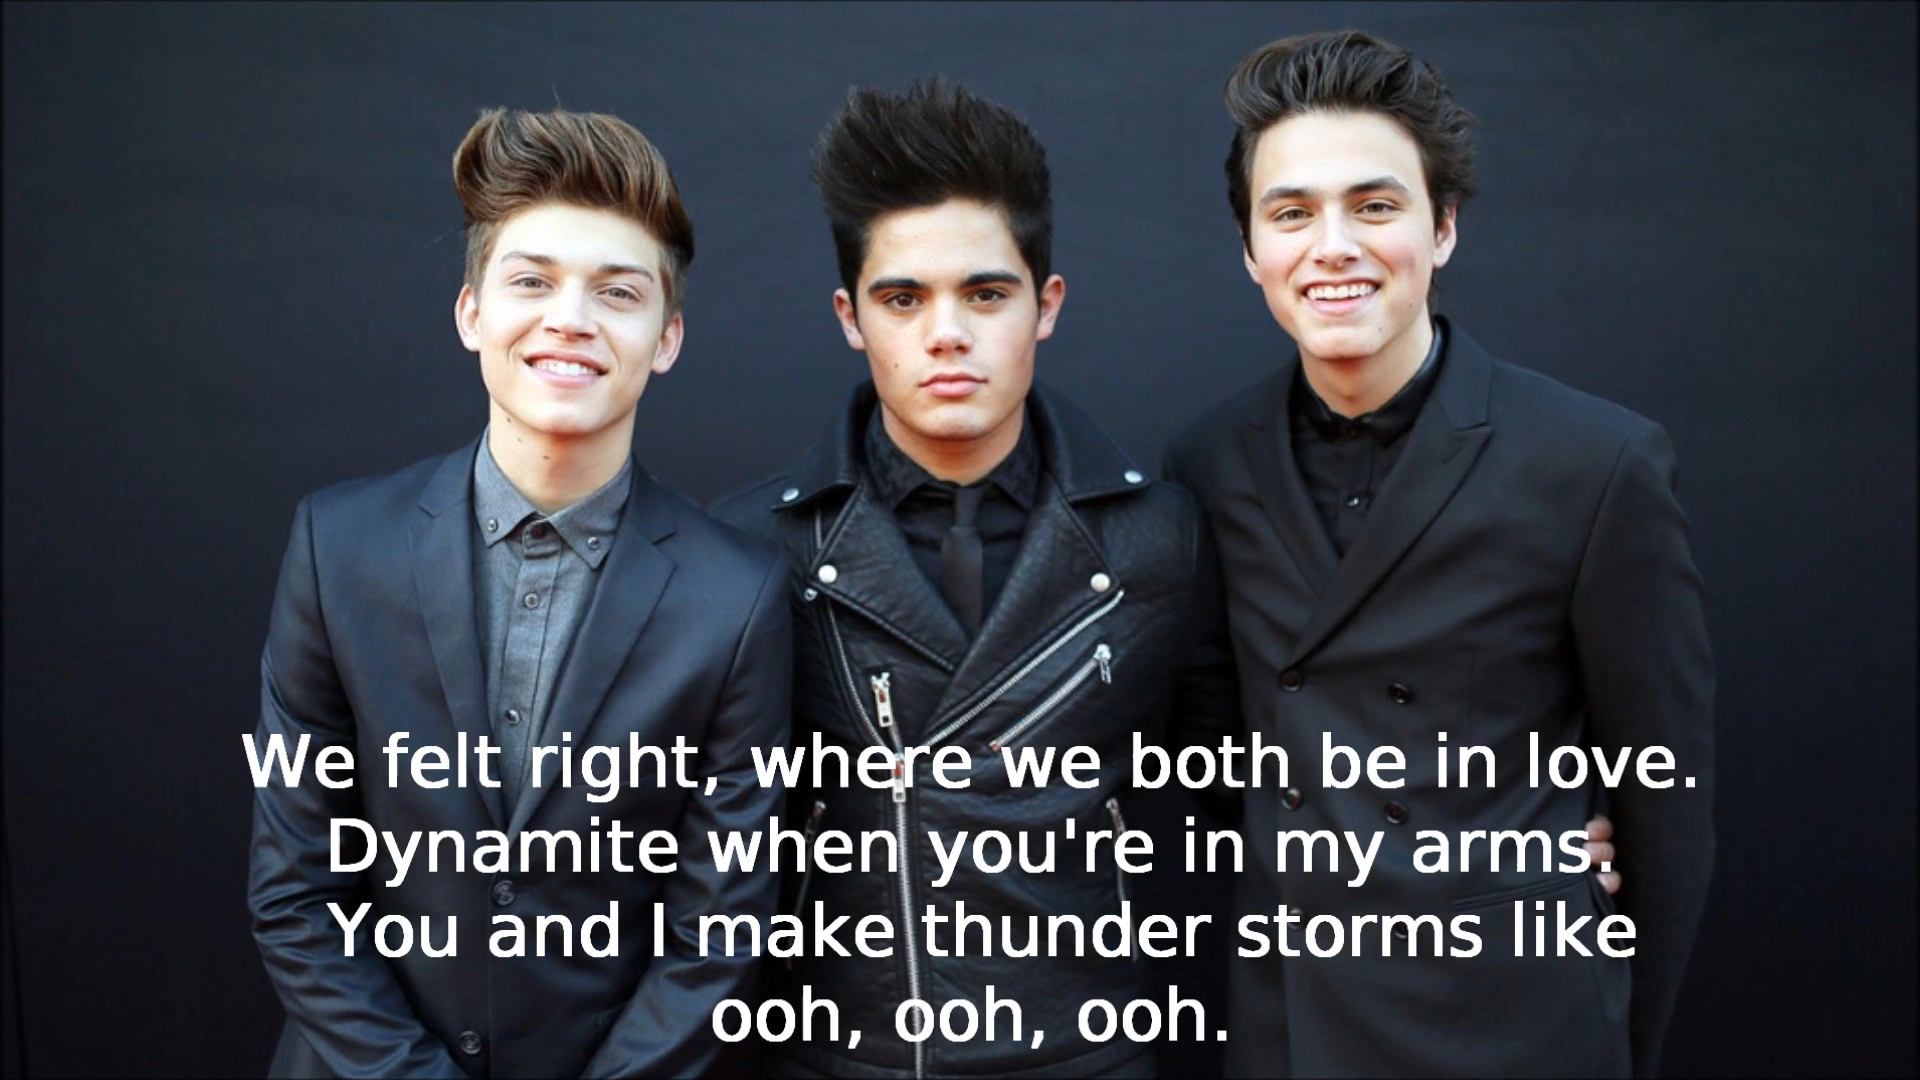 We felt right, where we both be in love.
Dynamite when you're in my arms.
You and I make thunder storms like
ooh, ooh, ooh.